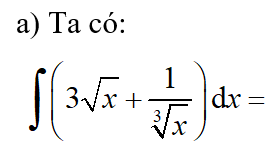 a) Ta có:
∫(3√x + 1/∛x)dx =